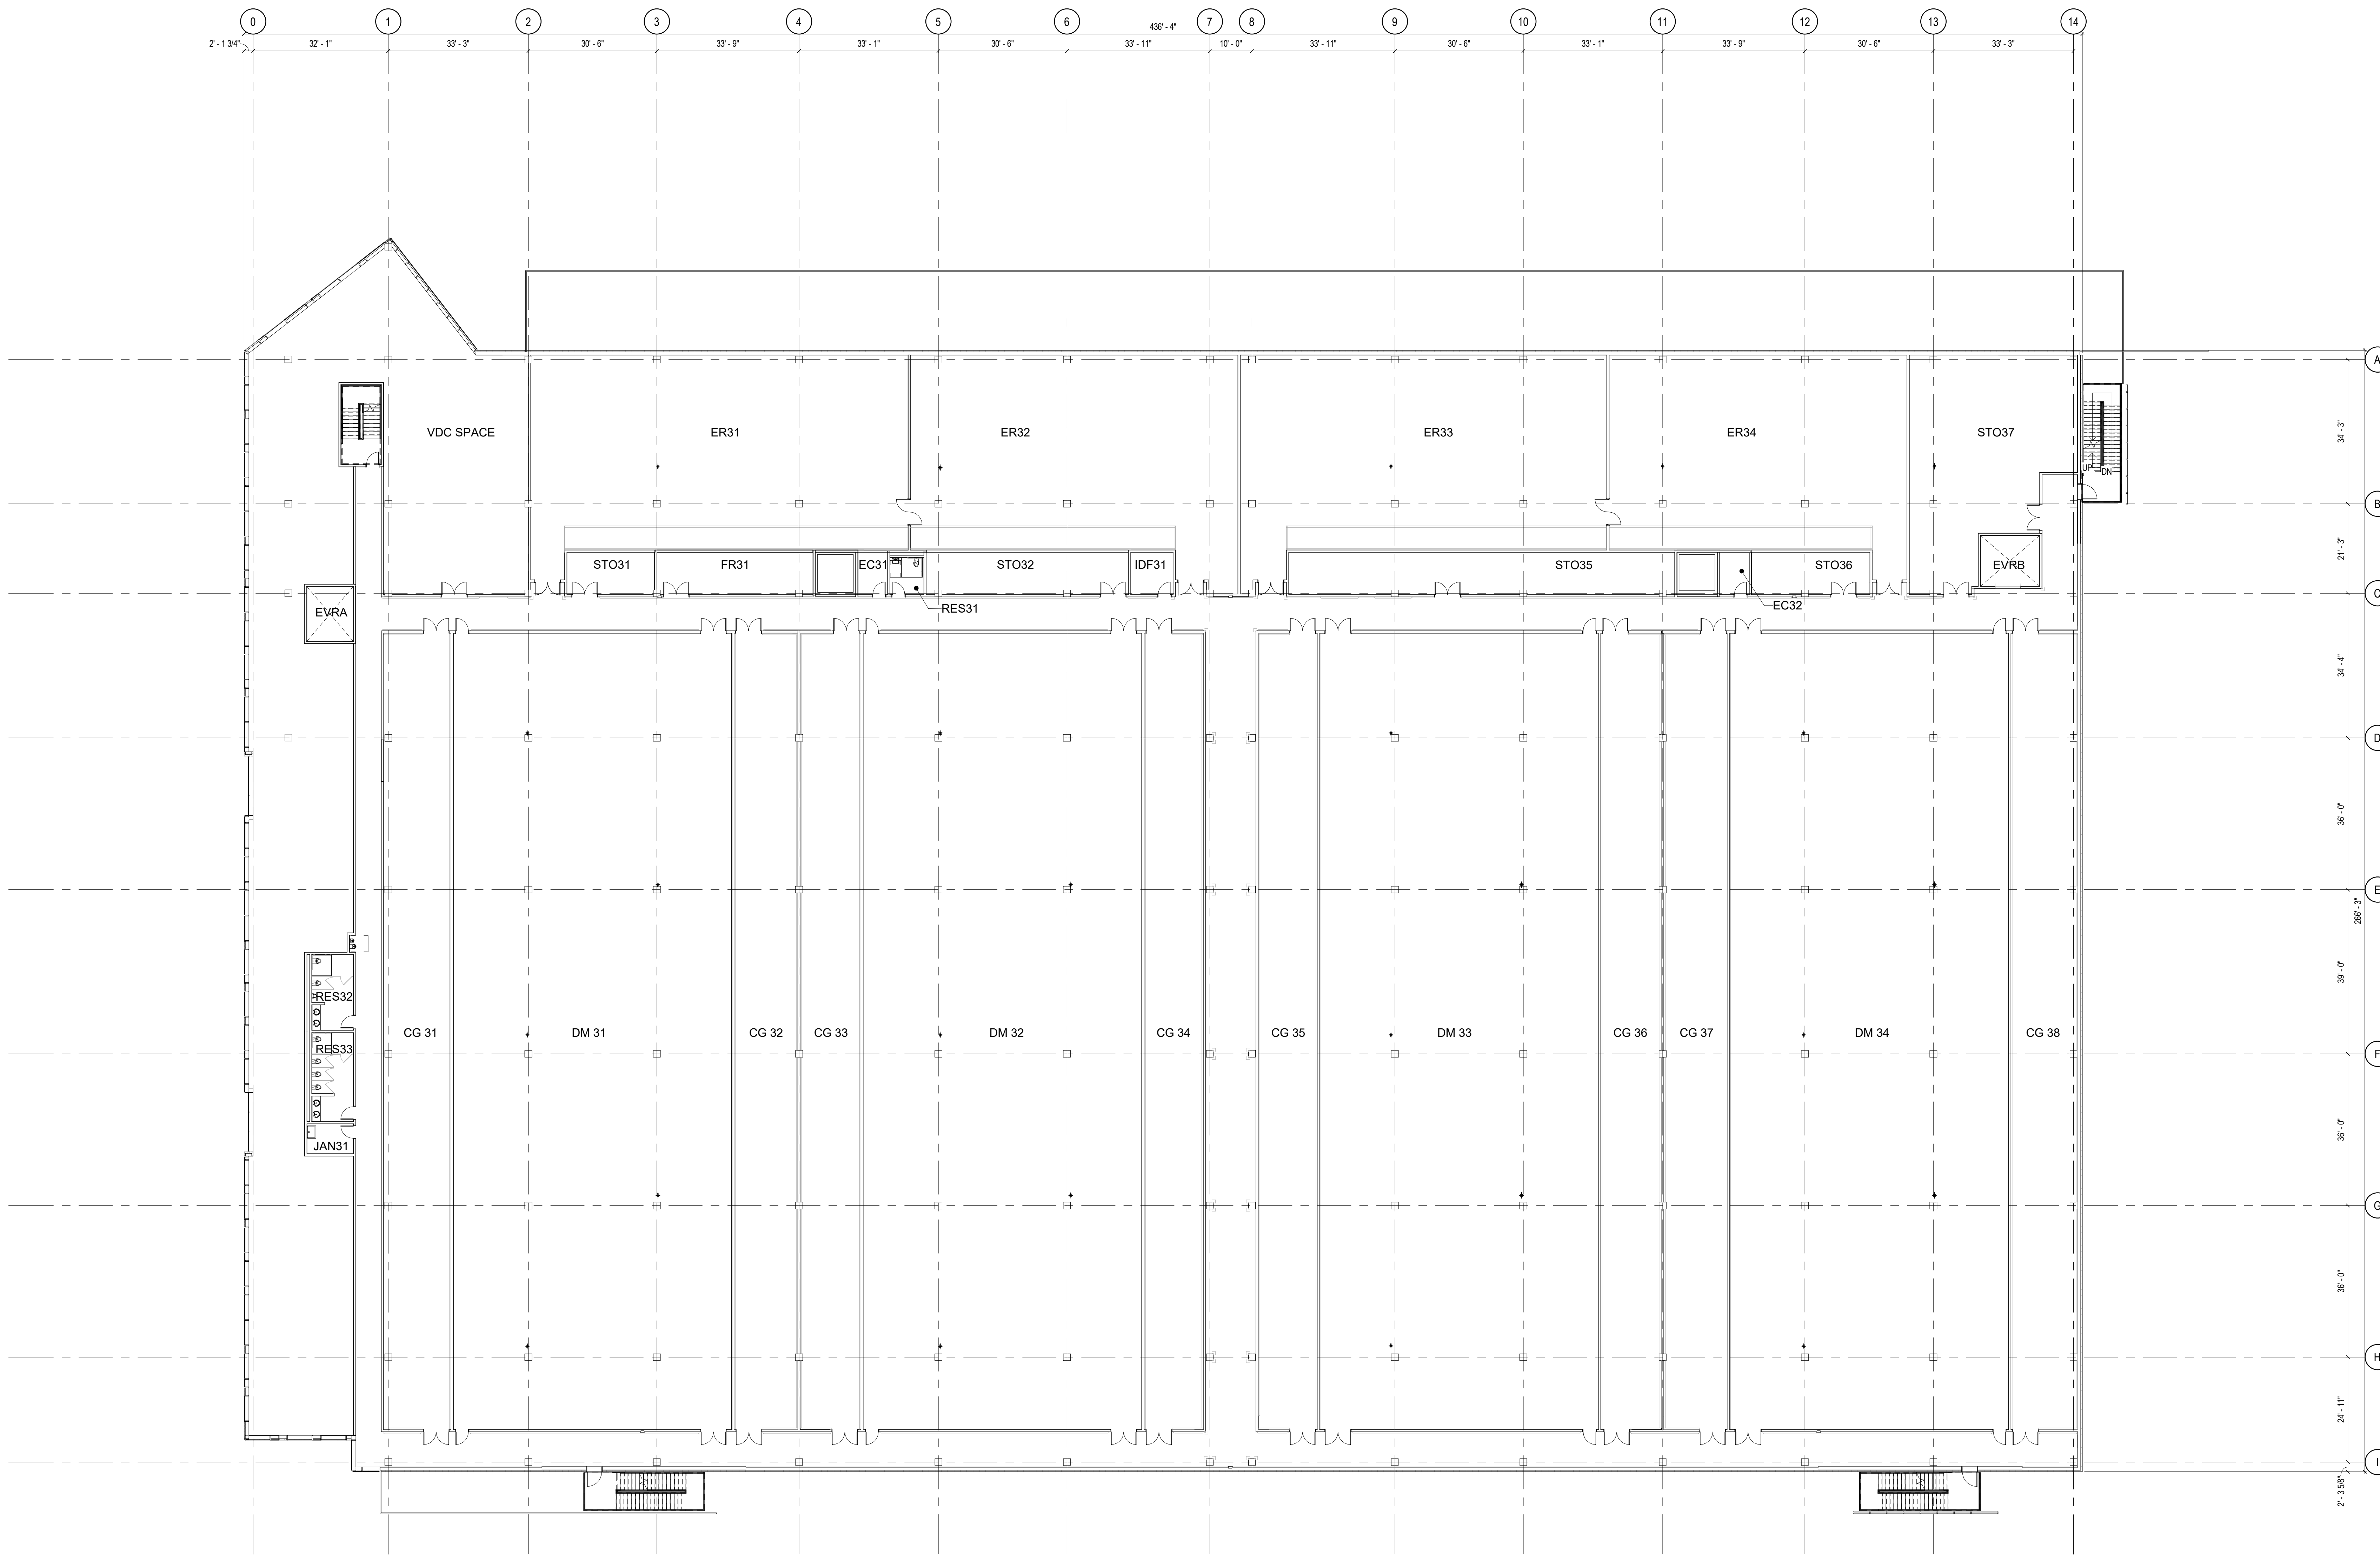 0 1 2 3 4 5 6 7 8 9 10 11 12 13 14
436' - 4"
2' - 1 3/4" 32' - 1" 33' - 3" 30' - 6" 33' - 9" 33' - 1" 30' - 6" 33' - 11" 10' - 0" 33' - 11" 30' - 6" 33' - 1" 33' - 9" 30' - 6" 33' - 3"
A
VDC SPACE ER31 ER32 ER33 ER34 STO37
34' - 3"
UP DN
B
21' - 3"
STO31 FR31 EC31 STO32 IDF31 STO35 STO36 EVRB
C
EVRA RES31 EC32
34' - 4"
D
36' - 0"
E
266' - 3"
39' - 0"
RES32
CG 31 DM 31 CG 32 CG 33 DM 32 CG 34 CG 35 DM 33 CG 36 CG 37 DM 34 CG 38
RES33
F
36' - 0"
JAN31
G
36' - 0"
H
24' - 11"
I
2' - 3 5/8"